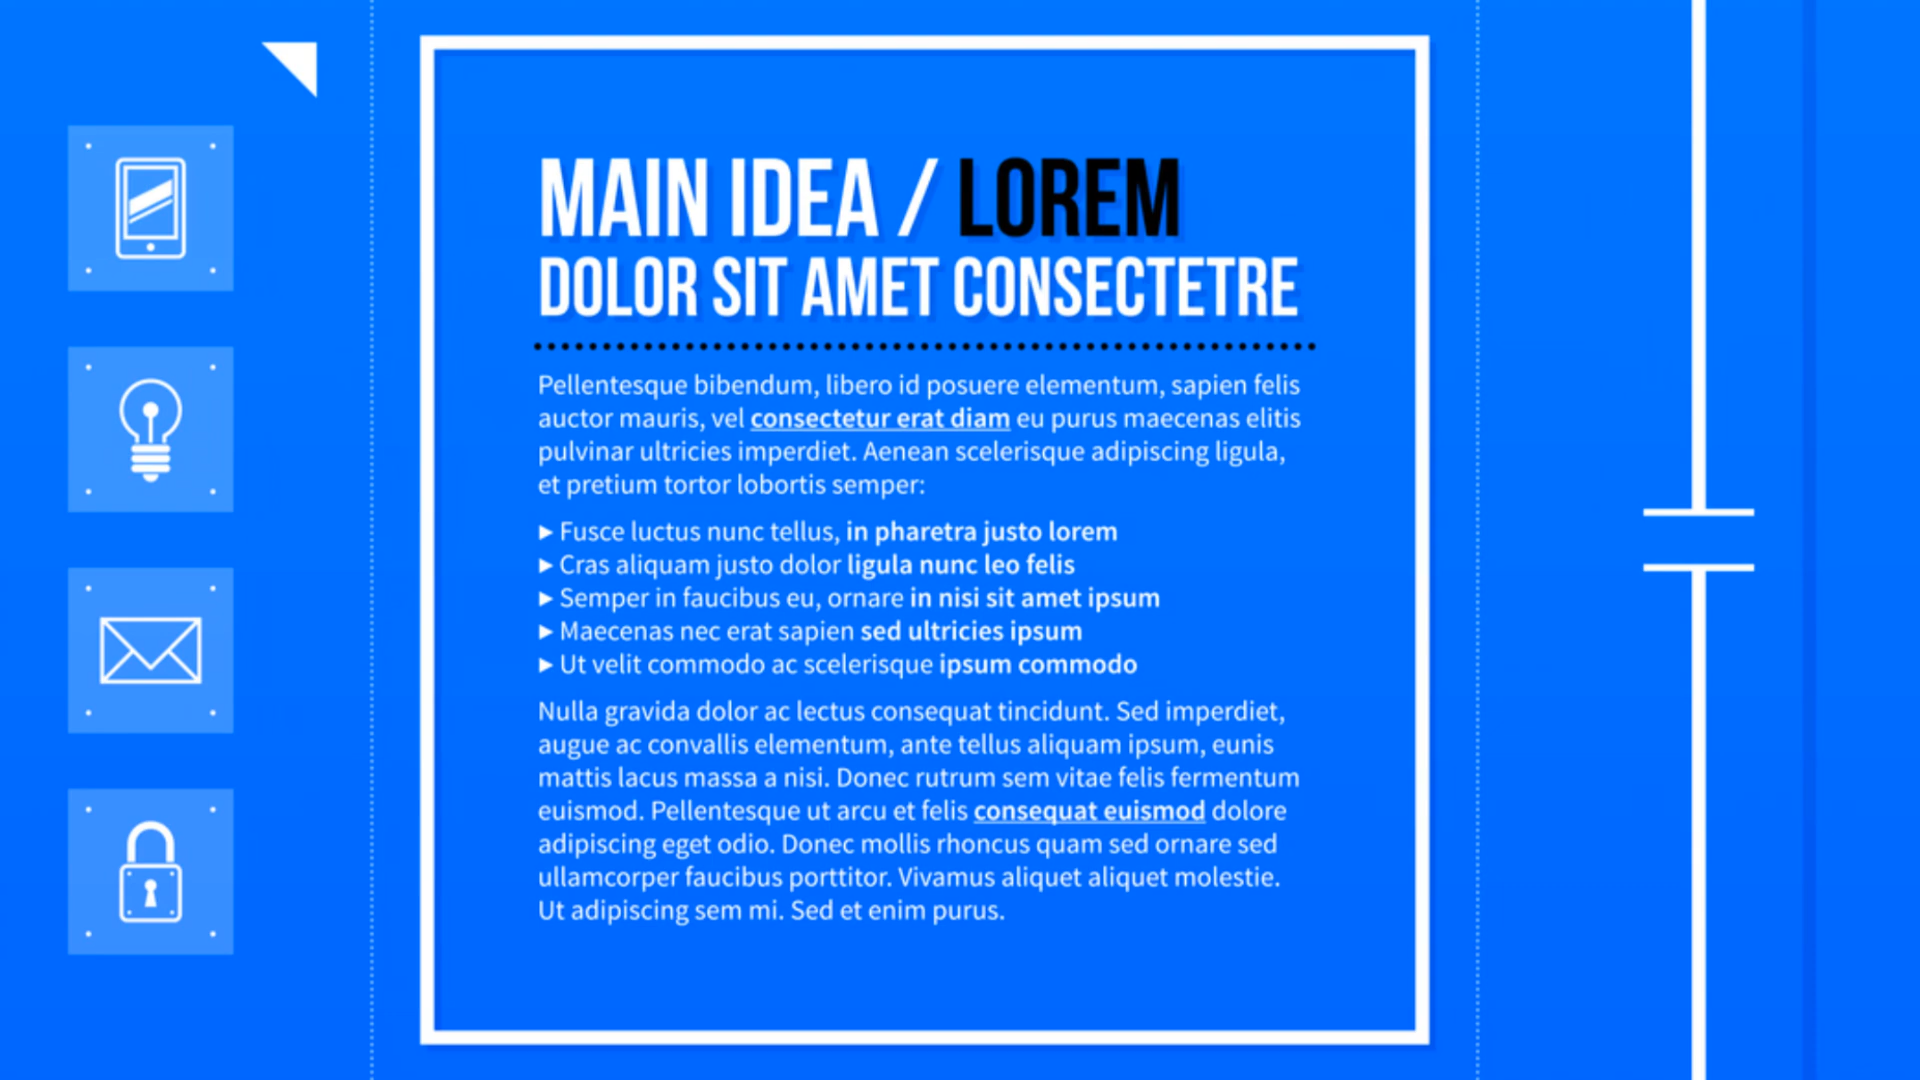 MAIN IDEA / LOREM
DOLOR SIT AMET CONSECTETRE
Pellentesque bibendum, libero id posuere elementum, sapien felis
auctor mauris, vel consectetur erat diam eu purus maecenas elitis
pulvinar ultricies imperdiet. Aenean scelerisque adipiscing ligula,
et pretium tortor lobortis semper:
▸ Fusce luctus nunc tellus, in pharetra justo lorem
▸ Cras aliquam justo dolor ligula nunc leo felis
▸ Semper in faucibus eu, ornare in nisi sit amet ipsum
▸ Maecenas nec erat sapien sed ultricies ipsum
▸ Ut velit commodo ac scelerisque ipsum commodo
Nulla gravida dolor ac lectus consequat tincidunt. Sed imperdiet,
augue ac convallis elementum, ante tellus aliquam ipsum, eunis
mattis lacus massa a nisi. Donec rutrum sem vitae felis fermentum
euismod. Pellentesque ut arcu et felis consequat euismod dolore
adipiscing eget odio. Donec mollis rhoncus quam sed ornare sed
ullamcorper faucibus porttitor. Vivamus aliquet aliquet molestie.
Ut adipiscing sem mi. Sed et enim purus.